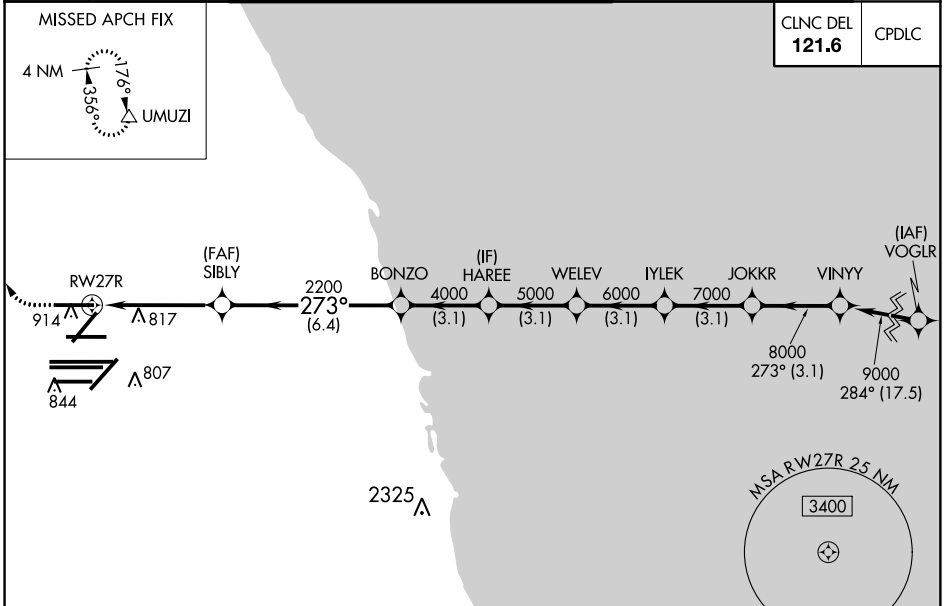 MISSED APCH FIX
4 NM
176°
356°
UMUZI
CLNC DEL
121.6
CPDLC
(IAF)
VOGLR
(FAF)
SIBLY
RW27R
BONZO
(IF)
HAREE
WELEV
IYLEK
JOKKR
VINYY
2200
273°
(6.4)
4000
(3.1)
5000
(3.1)
6000
(3.1)
7000
(3.1)
8000
273° (3.1)
9000
284° (17.5)
914
817
807
844
2325
MSA RW27R 25 NM
3400